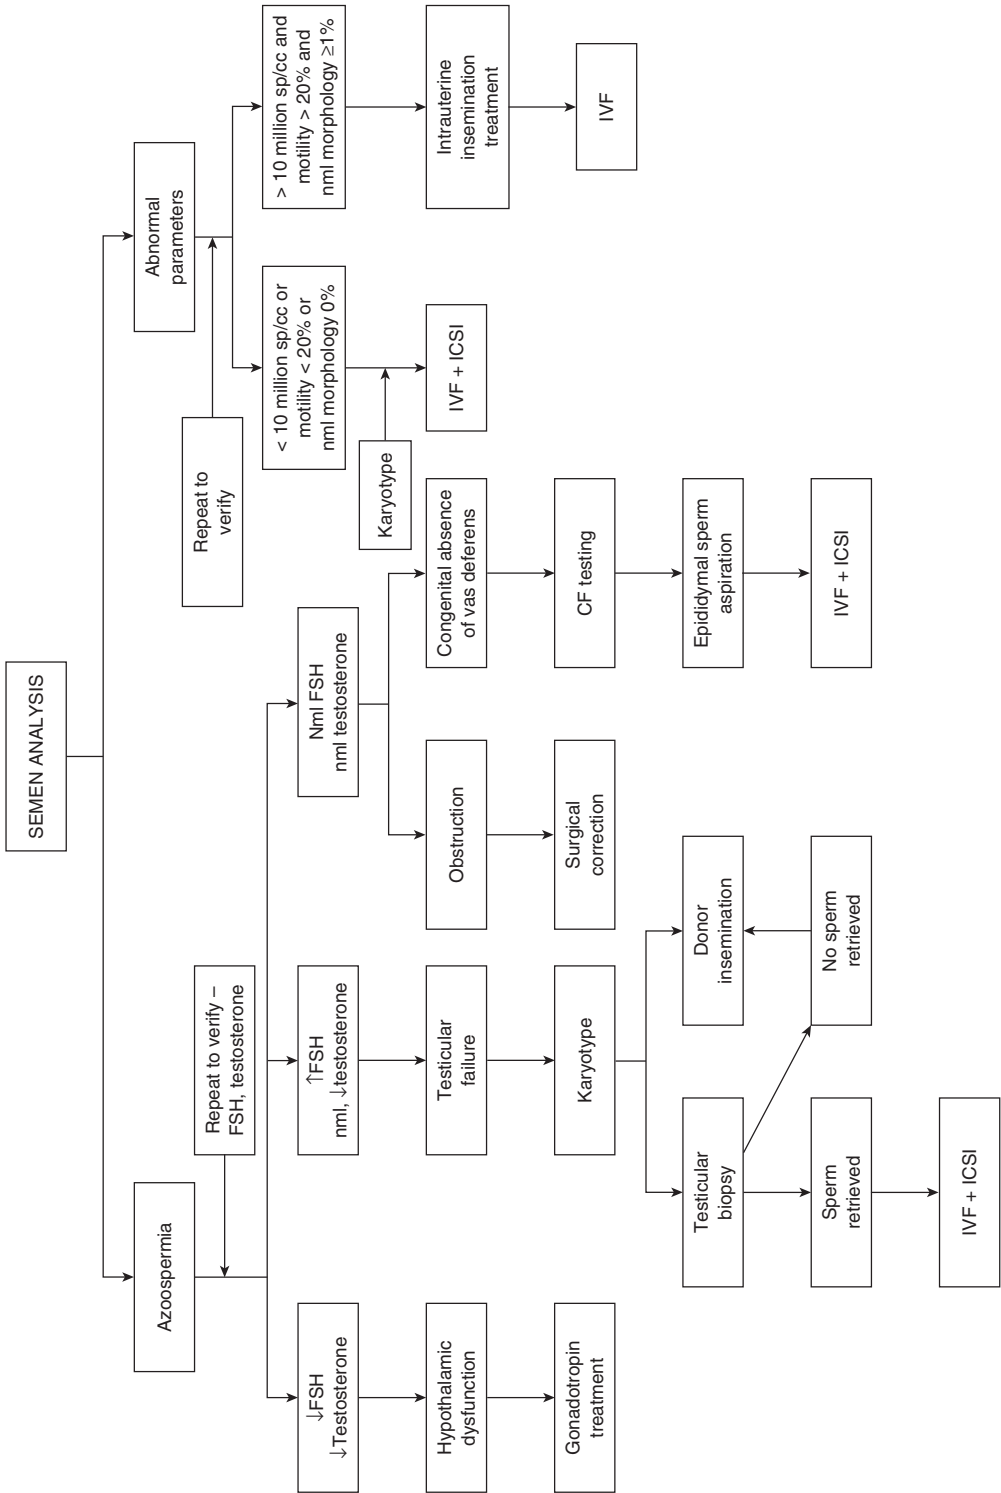 SEMEN ANALYSIS
Azoospermia
Abnormal
parameters
Repeat to verify –
FSH, testosterone
Repeat to
verify
↓FSH
↓Testosterone
↑FSH
nml, ↓testosterone
Nml FSH
nml testosterone
< 10 million sp/cc or
motility < 20% or
nml morphology 0%
> 10 million sp/cc and
motility > 20% and
nml morphology ≥1%
Karyotype
Hypothalamic
dysfunction
Testicular
failure
Obstruction
Congenital absence
of vas deferens
IVF + ICSI
Intrauterine
insemination
treatment
Gonadotropin
treatment
Karyotype
Surgical
correction
CF testing
IVF
Testicular
biopsy
Donor
insemination
Epididymal sperm
aspiration
Sperm
retrieved
No sperm
retrieved
IVF + ICSI
IVF + ICSI